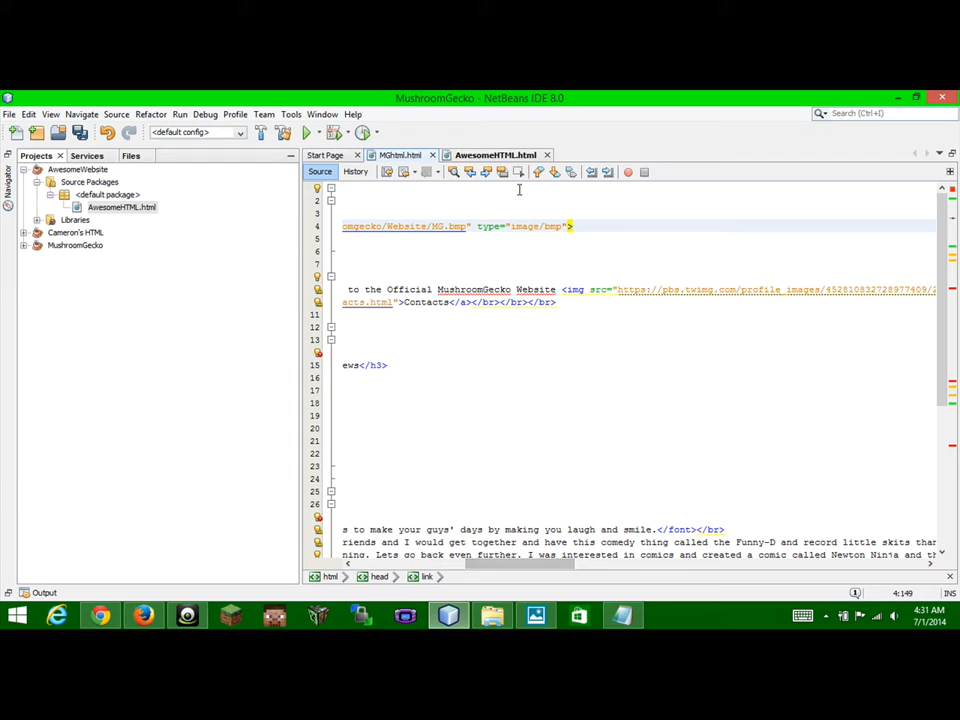 MushroomGecko - NetBeans IDE 8.0
File Edit View Navigate Source Refactor Run Debug Profile Team Tools Window Help
Search (Ctrl+I)
<default config>
Projects Services Files
Start Page MGhtml.html AwesomeHTML.html
Navigator
AwesomeWebsite
Source Packages
<default package>
AwesomeHTML.html
Libraries
Cameron's HTML
MushroomGecko
Source History
2
3
4 omgecko/Website/MG.bmp" type="image/bmp">
5
6
7
to the Official MushroomGecko Website <img src="https://pbs.twimg.com/profile_images/452810832728977409/2
acts.html">Contacts</a></br></br></br>
11
12
13
15 ews</h3>
16
17
18
19
20
21
22
23
24
25
26
s to make your guys' days by making you laugh and smile.</font></br>
riends and I would get together and have this comedy thing called the Funny-D and record little skits than
ning. Lets go back even further. I was interested in comics and created a comic called Newton Ninja and th
html head link
Output
1
4:149 INS
4:31 AM
7/1/2014